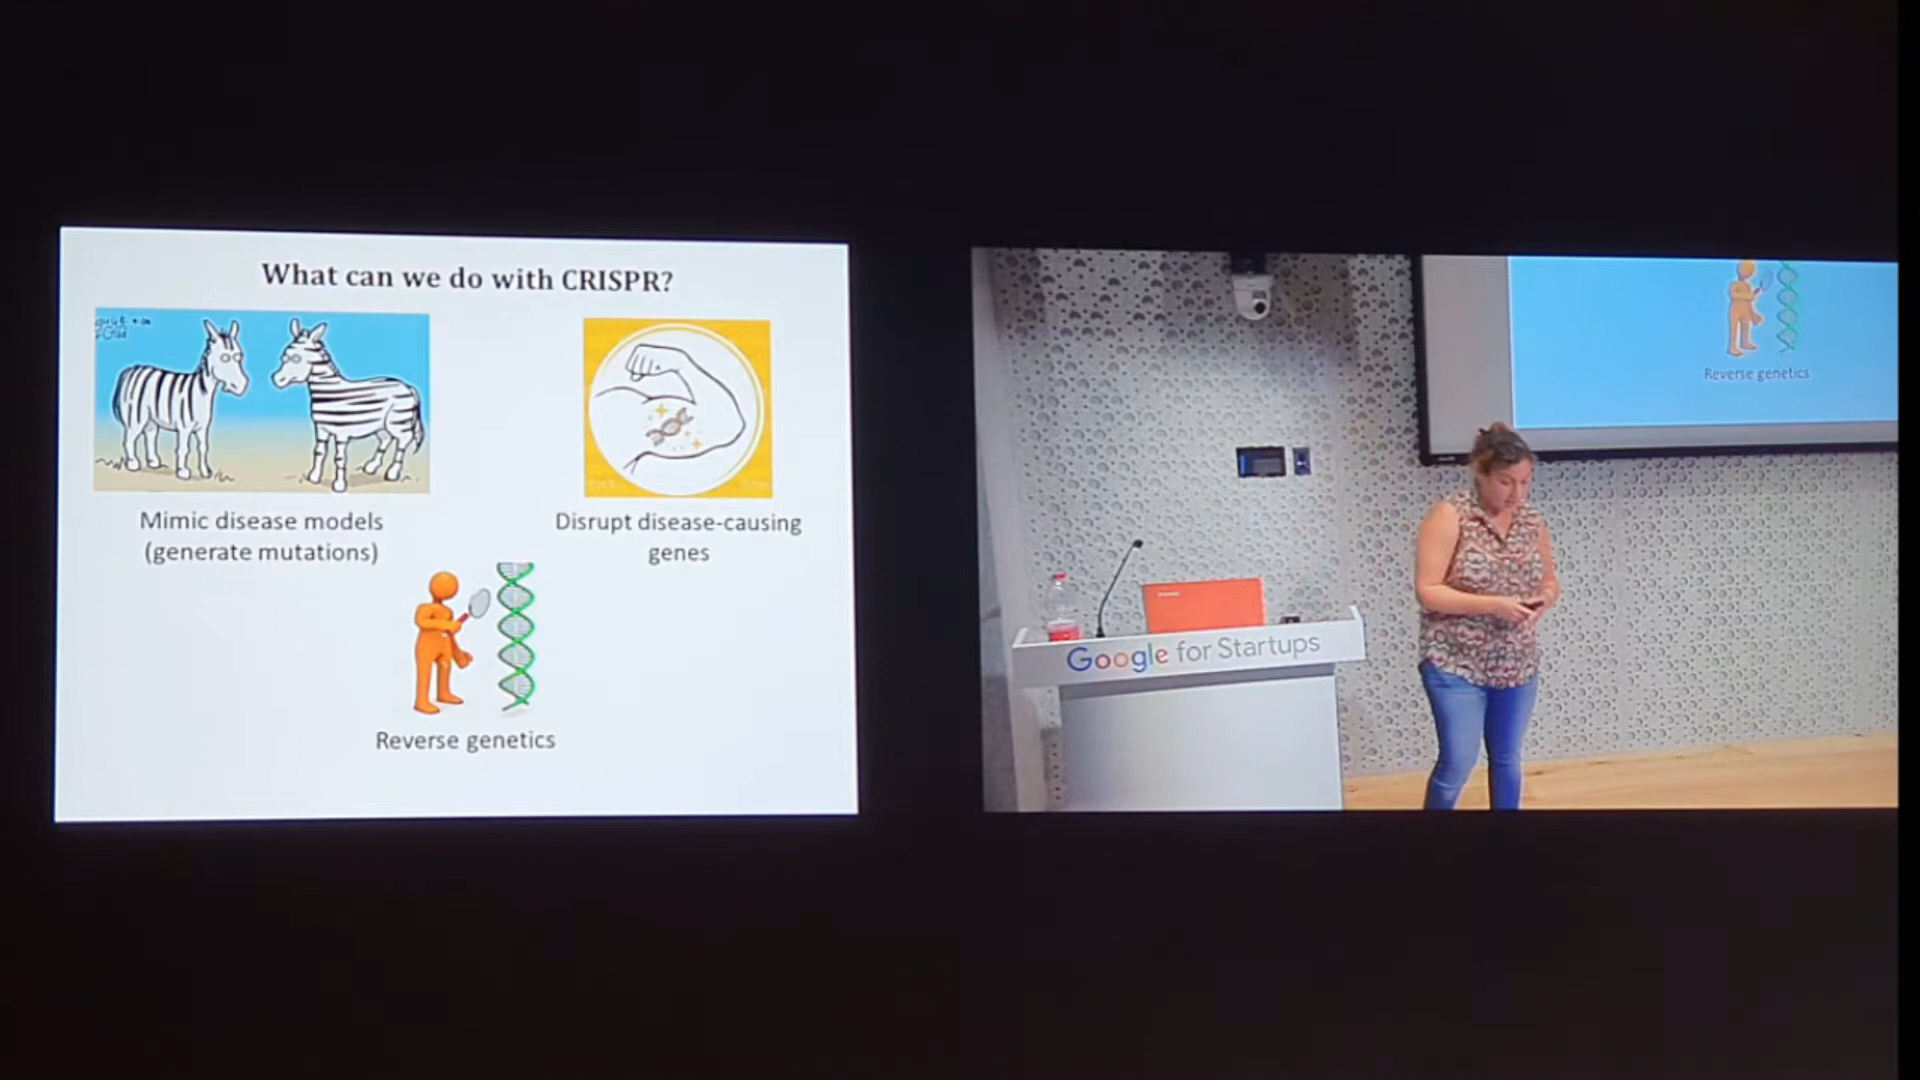 What can we do with CRISPR?
Mimic disease models
(generate mutations)
Disrupt disease-causing
genes
Reverse genetics
Reverse genetics
Google for Startups